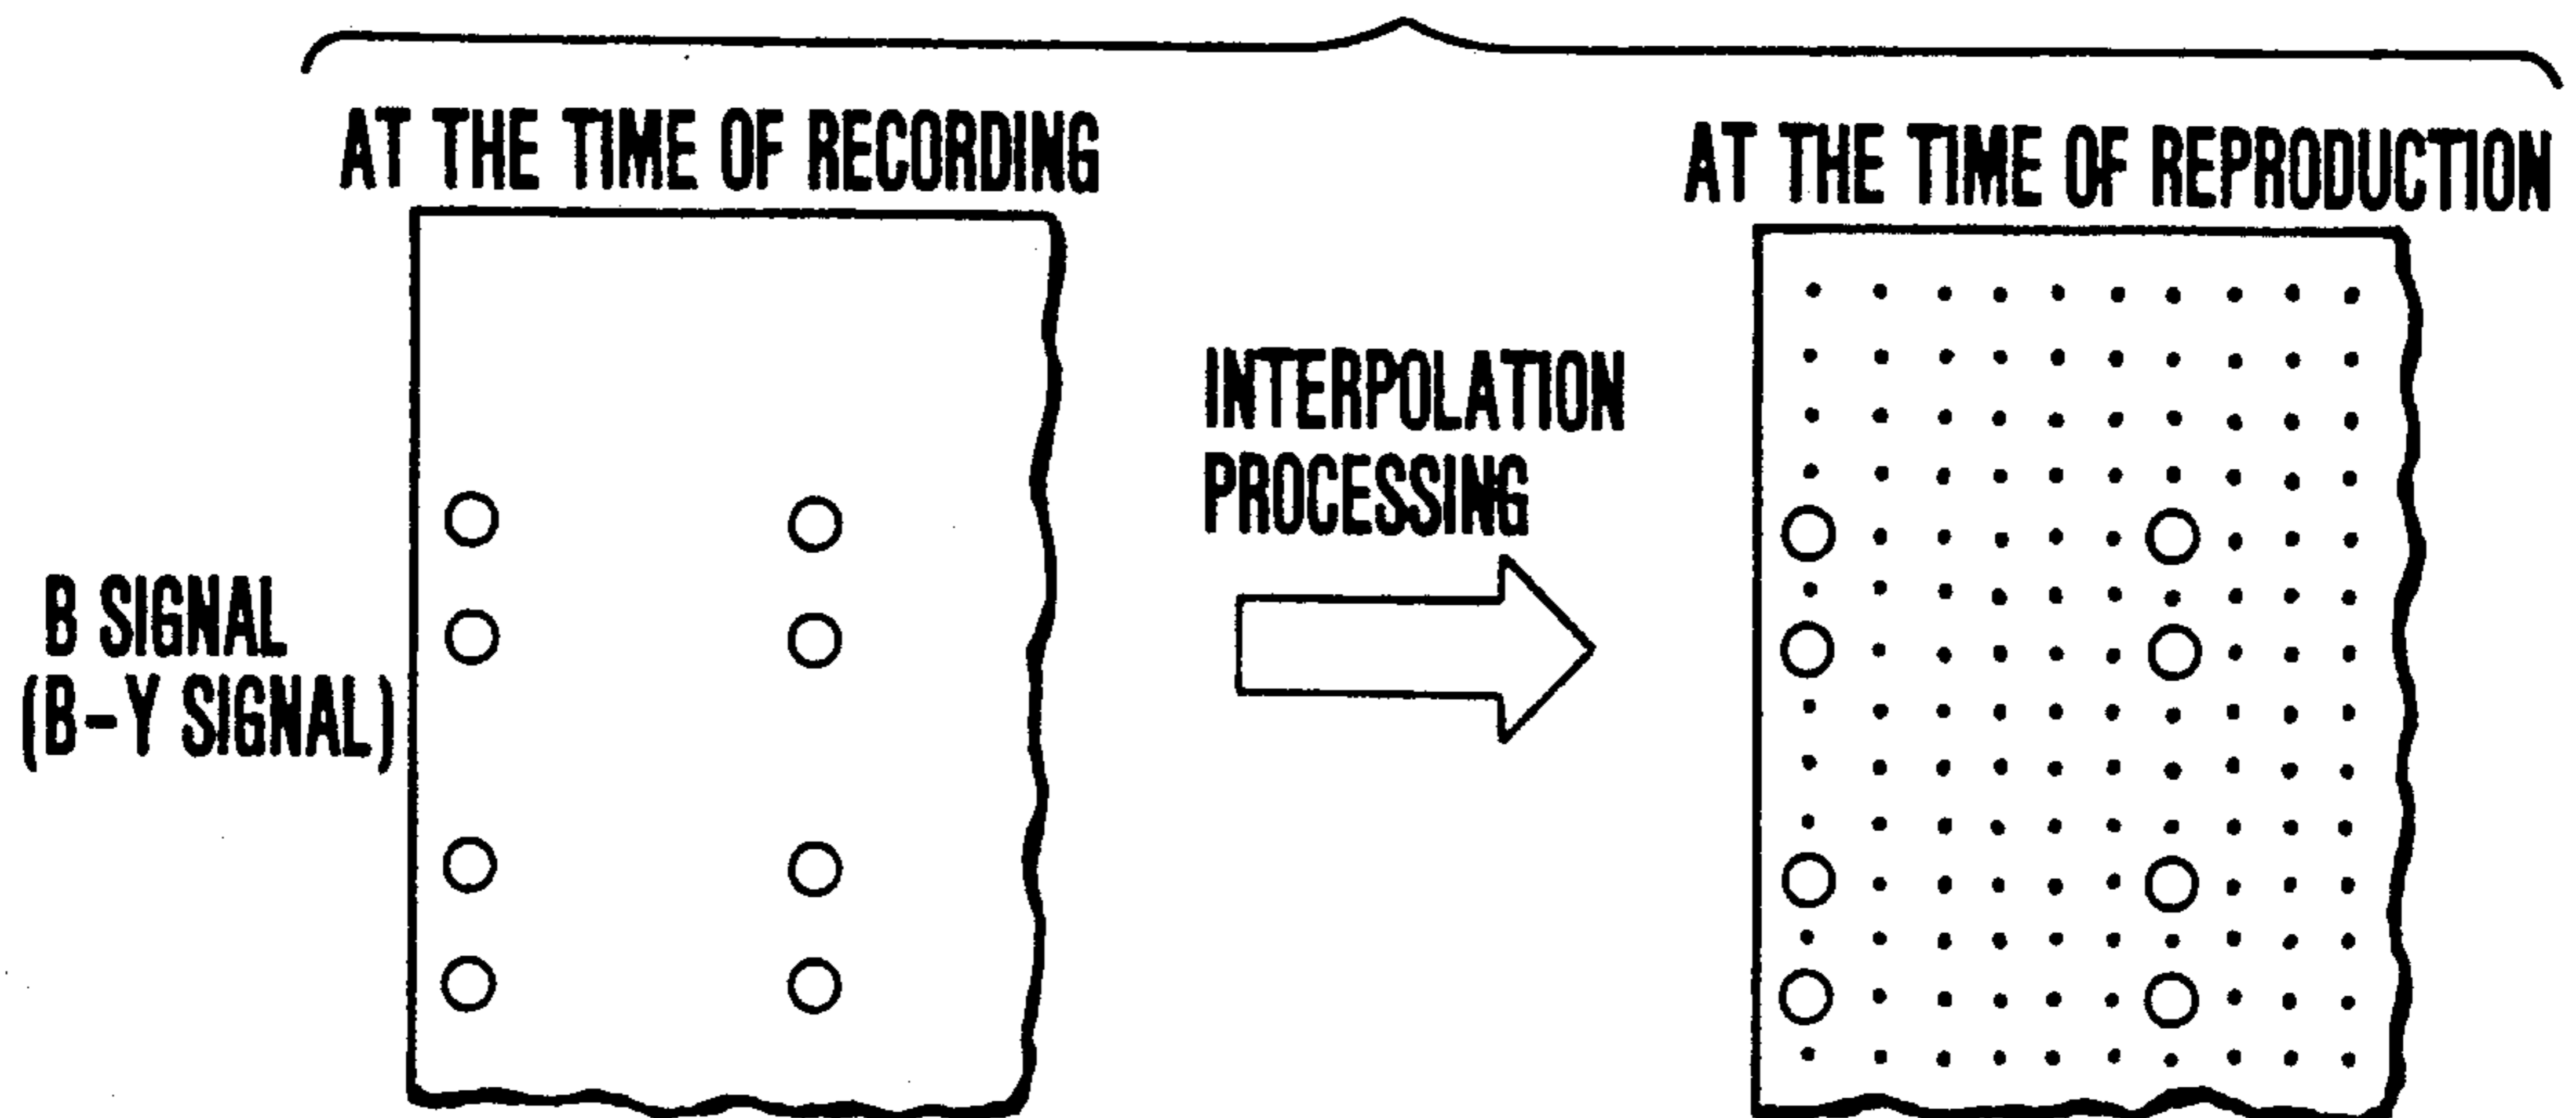 AT THE TIME OF RECORDING
AT THE TIME OF REPRODUCTION
INTERPOLATION
PROCESSING
B SIGNAL
(B-Y SIGNAL)